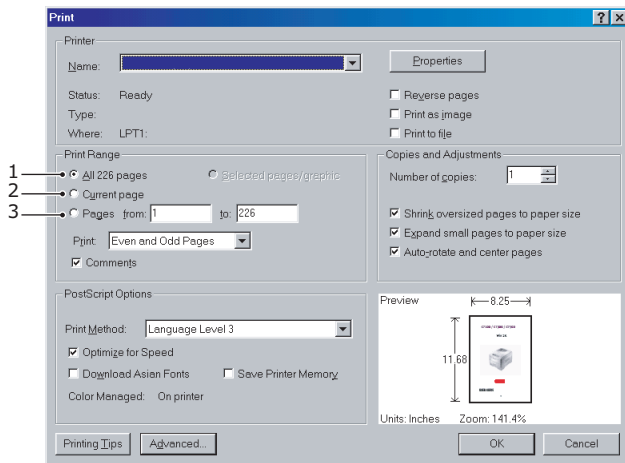 Print
Printer
Name:
Properties
Status: Ready
Type:
Where: LPT1:
Reverse pages
Print as image
Print to file
Print Range
1 All 226 pages
Selected pages/graphic
2 Current page
3 Pages from: 1 to: 226
Print: Even and Odd Pages
Comments
Copies and Adjustments
Number of copies: 1
Shrink oversized pages to paper size
Expand small pages to paper size
Auto-rotate and center pages
PostScript Options
Print Method: Language Level 3
Optimize for Speed
Download Asian Fonts
Save Printer Memory
Color Managed: On printer
Preview
8.25
11.68
Units: Inches Zoom: 141.4%
Printing Tips
Advanced...
OK
Cancel